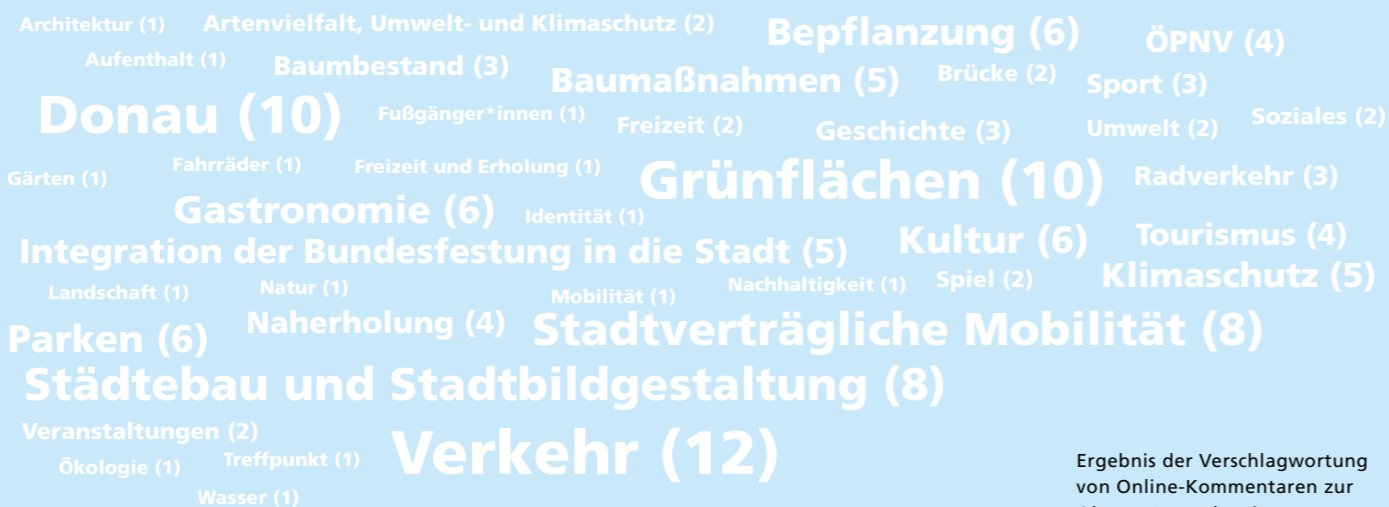 Architektur (1) Artenvielfalt, Umwelt- und Klimaschutz (2) Bepflanzung (6) ÖPNV (4)
Aufenthalt (1) Baumbestand (3) Baumaßnahmen (5) Brücke (2) Sport (3)
Donau (10) Fußgänger*innen (1) Freizeit (2) Geschichte (3) Umwelt (2) Soziales (2)
Gärten (1) Fahrräder (1) Freizeit und Erholung (1) Grünflächen (10) Radverkehr (3)
Gastronomie (6) Identität (1)
Integration der Bundesfestung in die Stadt (5) Kultur (6) Tourismus (4)
Landschaft (1) Natur (1) Mobilität (1) Nachhaltigkeit (1) Spiel (2) Klimaschutz (5)
Parken (6) Naherholung (4) Stadtverträgliche Mobilität (8)
Städtebau und Stadtbildgestaltung (8)
Veranstaltungen (2)
Ökologie (1) Treffpunkt (1) Verkehr (12)
Wasser (1)
Ergebnis der Verschlagwortung
von Online-Kommentaren zur